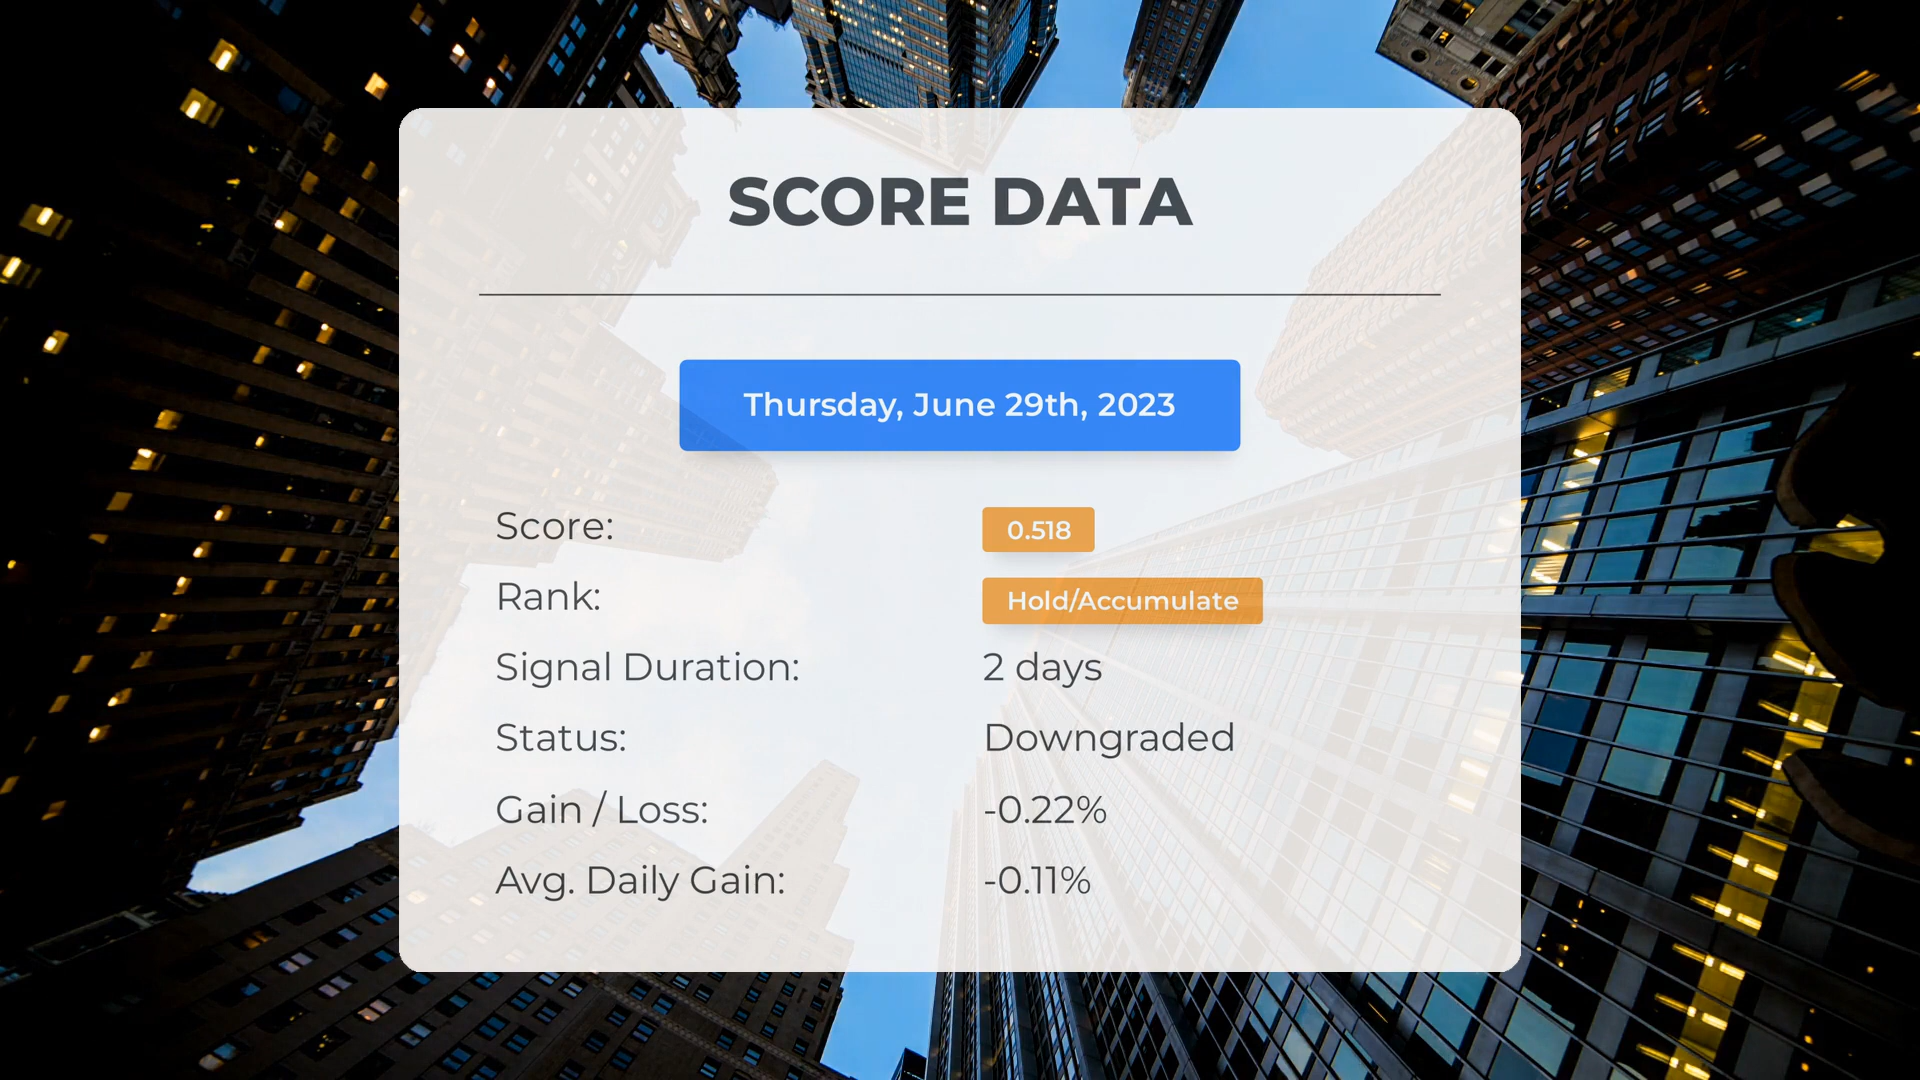 SCORE DATA
Thursday, June 29th, 2023
Score: 0.518
Rank: Hold/Accumulate
Signal Duration: 2 days
Status: Downgraded
Gain / Loss: -0.22%
Avg. Daily Gain: -0.11%